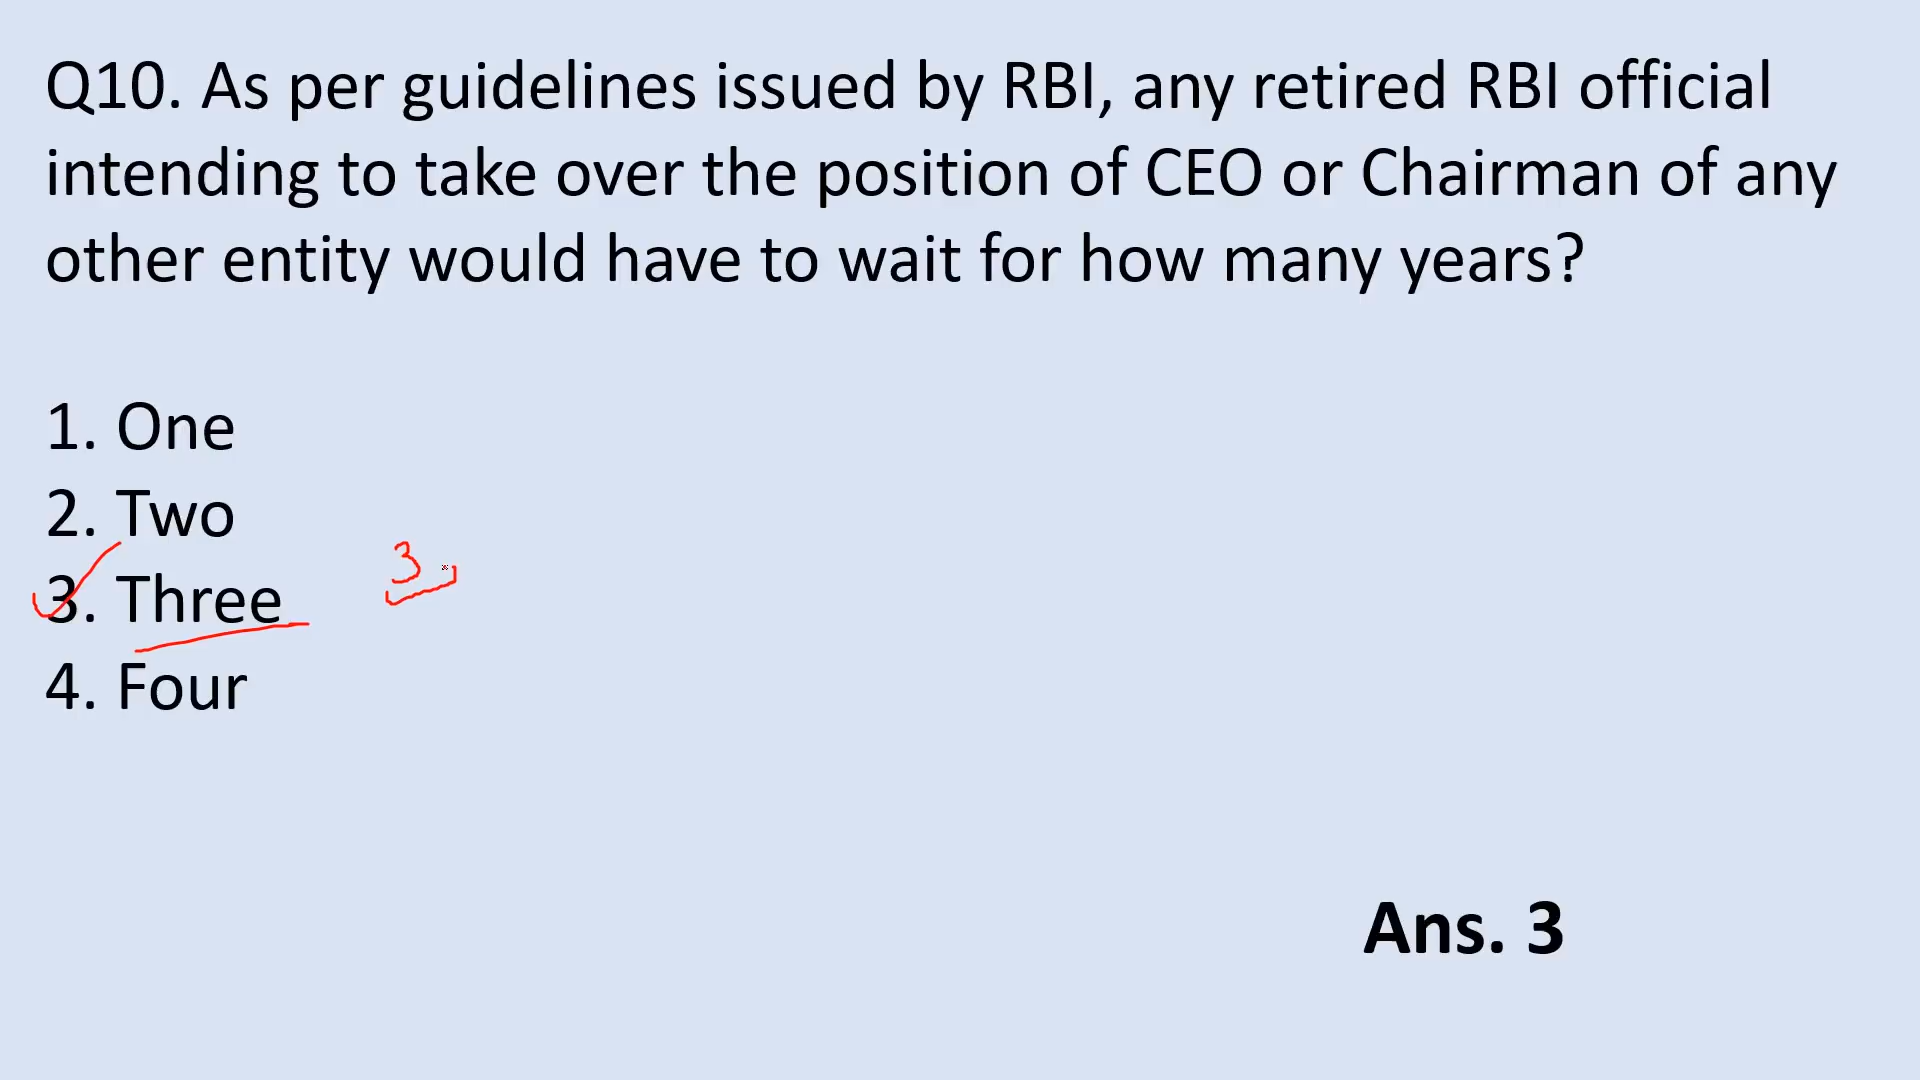 Q10. As per guidelines issued by RBI, any retired RBI official
intending to take over the position of CEO or Chairman of any
other entity would have to wait for how many years?
1. One
2. Two
3
3. Three
4. Four
Ans. 3